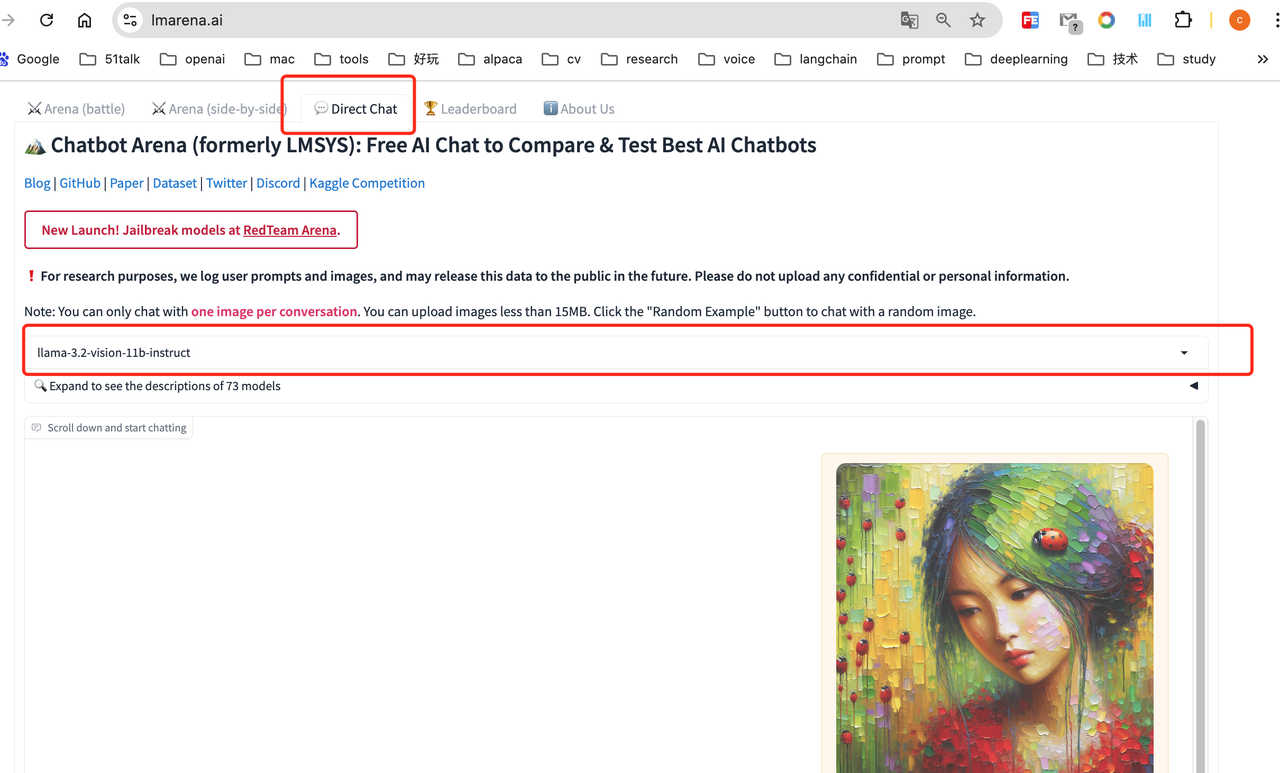 lmarena.ai
Google 51talk openai mac tools 好玩 alpaca cv research voice langchain prompt deeplearning 技术 study
Arena (battle) Arena (side-by-side) Direct Chat Leaderboard About Us
Chatbot Arena (formerly LMSYS): Free AI Chat to Compare & Test Best AI Chatbots
Blog | GitHub | Paper | Dataset | Twitter | Discord | Kaggle Competition
New Launch! Jailbreak models at RedTeam Arena.
❗ For research purposes, we log user prompts and images, and may release this data to the public in the future. Please do not upload any confidential or personal information.
Note: You can only chat with one image per conversation. You can upload images less than 15MB. Click the "Random Example" button to chat with a random image.
llama-3.2-vision-11b-instruct
Expand to see the descriptions of 73 models
Scroll down and start chatting